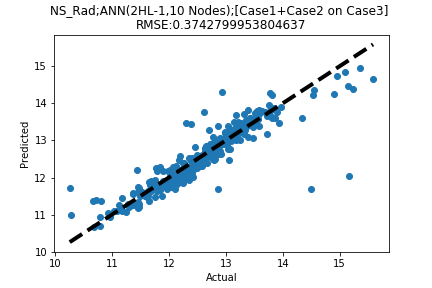 NS_Rad;ANN(2HL-1,10 Nodes);[Case1+Case2 on Case3]
RMSE:0.3742799953804637
15
14
13
12
11
10
Predicted
10 11 12 13 14 15
Actual